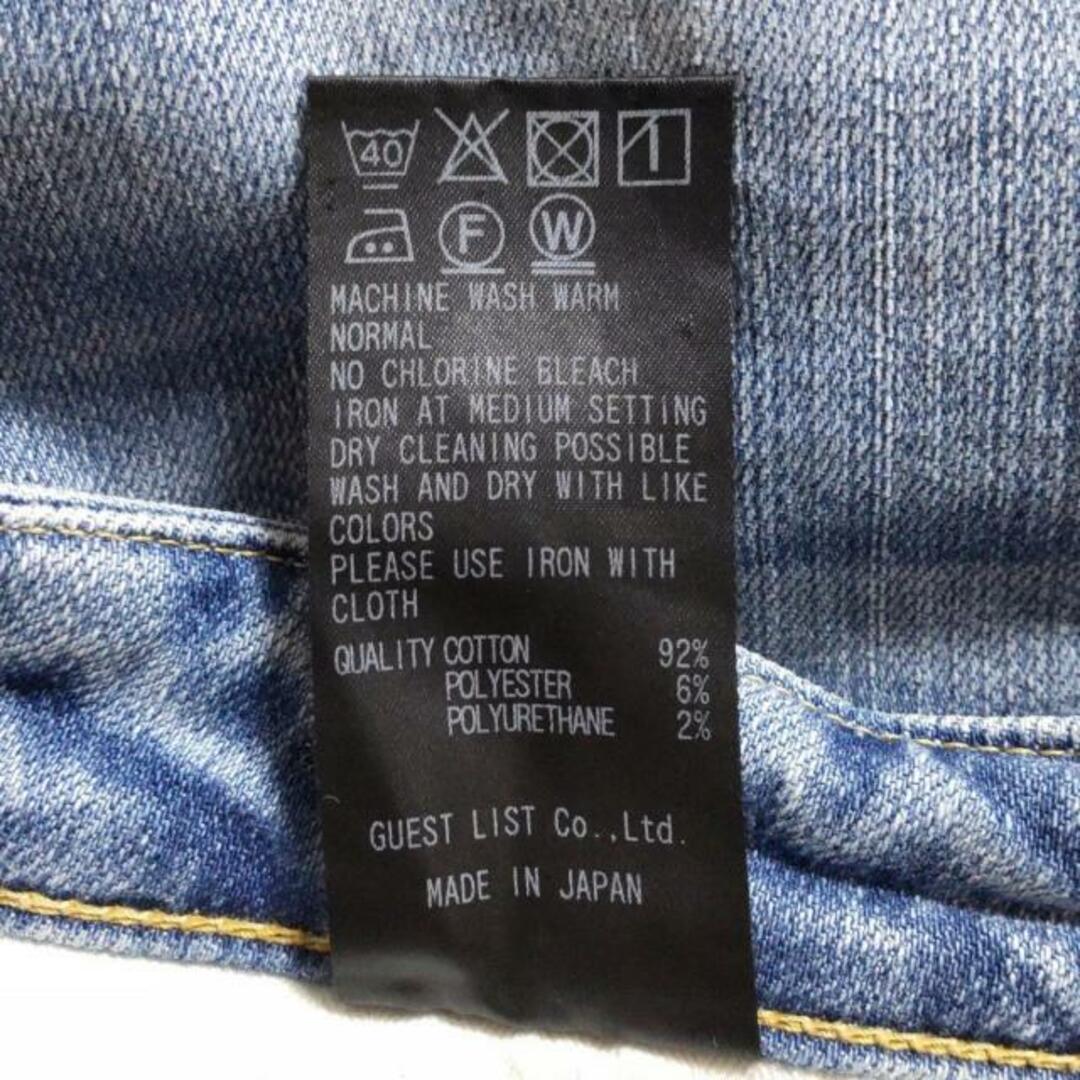 40
F W
MACHINE WASH WARM
NORMAL
NO CHLORINE BLEACH
IRON AT MEDIUM SETTING
DRY CLEANING POSSIBLE
WASH AND DRY WITH LIKE
COLORS
PLEASE USE IRON WITH
CLOTH
QUALITY COTTON 92%
POLYESTER 6%
POLYURETHANE 2%
GUEST LIST Co.,Ltd.
MADE IN JAPAN